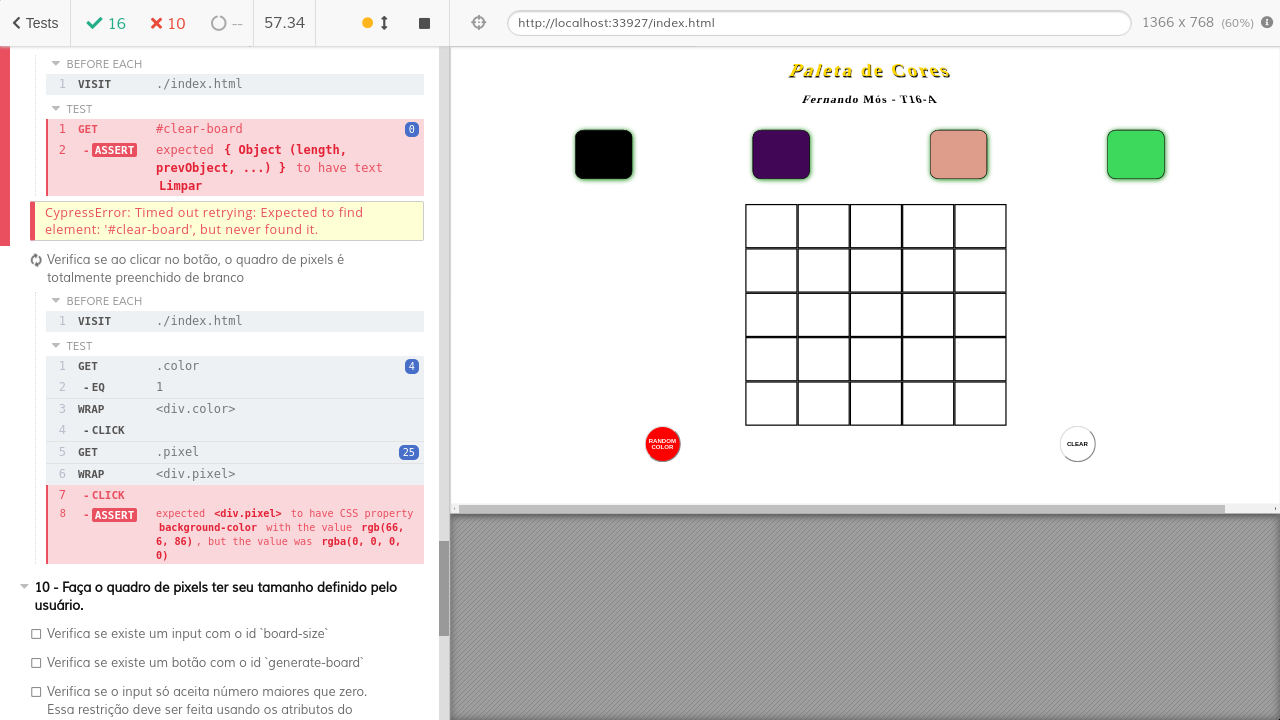 Tests 16 10 -- 57.34
http://localhost:33927/index.html 1366 x 768 (60%)
BEFORE EACH
1 VISIT ./index.html
TEST
1 GET #clear-board 0
2 - ASSERT expected { Object (length,
prevObject, ...) } to have text
Limpar
CypressError: Timed out retrying: Expected to find
element: '#clear-board', but never found it.
Verifica se ao clicar no botão, o quadro de pixels é
totalmente preenchido de branco
BEFORE EACH
1 VISIT ./index.html
TEST
1 GET .color 4
2 - EQ 1
3 WRAP <div.color>
4 - CLICK
5 GET .pixel 25
6 WRAP <div.pixel>
7 - CLICK
8 - ASSERT expected <div.pixel> to have CSS property
background-color with the value rgb(66,
6, 86) , but the value was rgba(0, 0, 0,
0)
10 - Faça o quadro de pixels ter seu tamanho definido pelo
usuário.
Verifica se existe um input com o id `board-size`
Verifica se existe um botão com o id `generate-board`
Verifica se o input só aceita número maiores que zero.
Essa restrição deve ser feita usando os atributos do
Paleta de Cores
Fernando Mós - T16-A
RANDOM
COLOR
CLEAR